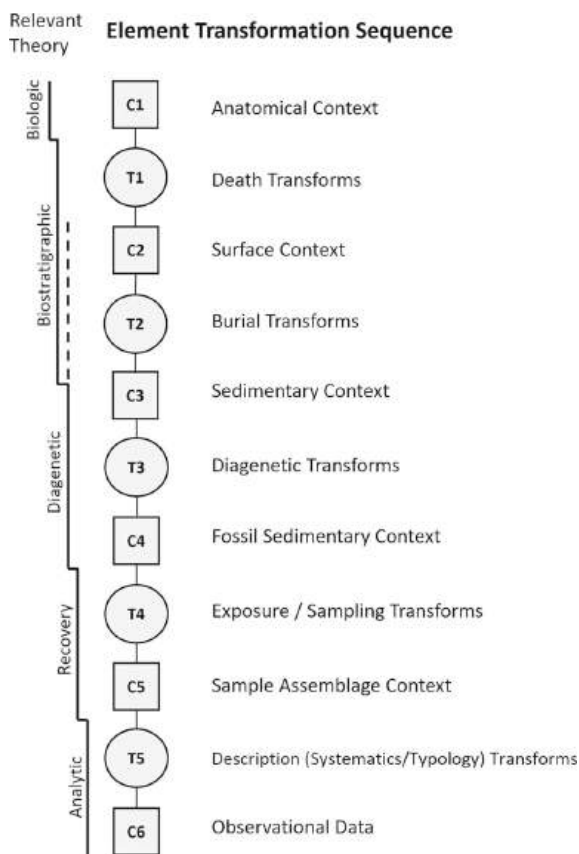 Relevant
Theory
Element Transformation Sequence
Biologic
C1
Anatomical Context
T1
Death Transforms
Biostratigraphic
C2
Surface Context
T2
Burial Transforms
C3
Sedimentary Context
Diagenetic
T3
Diagenetic Transforms
C4
Fossil Sedimentary Context
Recovery
T4
Exposure / Sampling Transforms
C5
Sample Assemblage Context
Analytic
T5
Description (Systematics/Typology) Transforms
C6
Observational Data